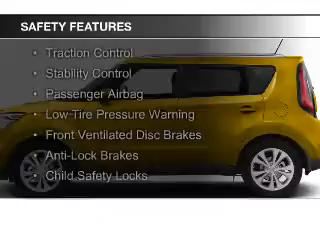 SAFETY FEATURES
• Traction Control
• Stability Control
• Passenger Airbag
• Low Tire Pressure Warning
• Front Ventilated Disc Brakes
• Anti-Lock Brakes
• Child Safety Locks